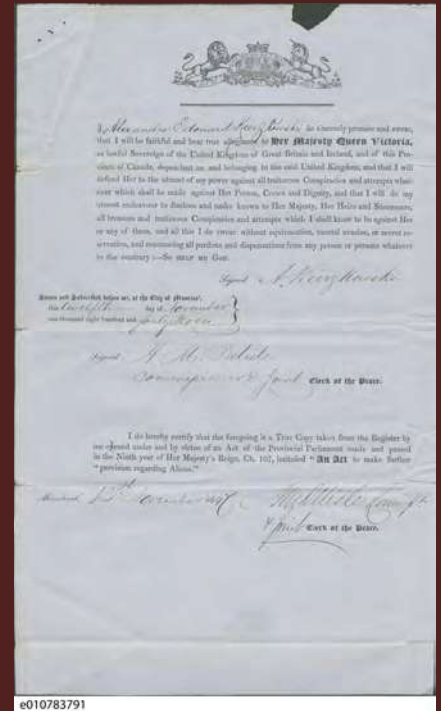 I, Alexandre Edouard Kierzkowski do sincerely promise and swear,
that I will be faithful and bear true allegiance to Her Majesty Queen Victoria,
as lawful Sovereign of the United Kingdom of Great Britain and Ireland, and of this Pro-
vince of Canada, dependent on and belonging to the said United Kingdom, and that I will
defend Her to the utmost of my power against all traitorous Conspiracies and attempts what-
ever which shall be made against Her Person, Crown and Dignity, and that I will do my
utmost endeavour to disclose and make known to Her Majesty, Her Heirs and Successors,
all treasons and traitorous Conspiracies and attempts which I shall know to be against Her
or any of them, and all this I do swear without equivocation, mental evasion, or secret re-
servation, and renouncing all pardons and dispensations from any person or persons whatever
to the contrary:—So HELP ME GOD.
Signed A. Kierzkowski
Sworn and Subscribed before me, at the City of Montreal,
this twelfth day of November
one thousand eight hundred and forty seven
Signed A. M. Delisle
Commissioner & Joint Clerk of the Peace.
I do hereby certify that the foregoing is a True Copy taken from the Register by
me opened under and by virtue of an Act of the Provincial Parliament made and passed
in the Ninth year of Her Majesty's Reign, Ch. 107, intituled "An Act to make further
"provision regarding Aliens."
Montreal November 1847
& Joint Clerk of the Peace.
e010783791